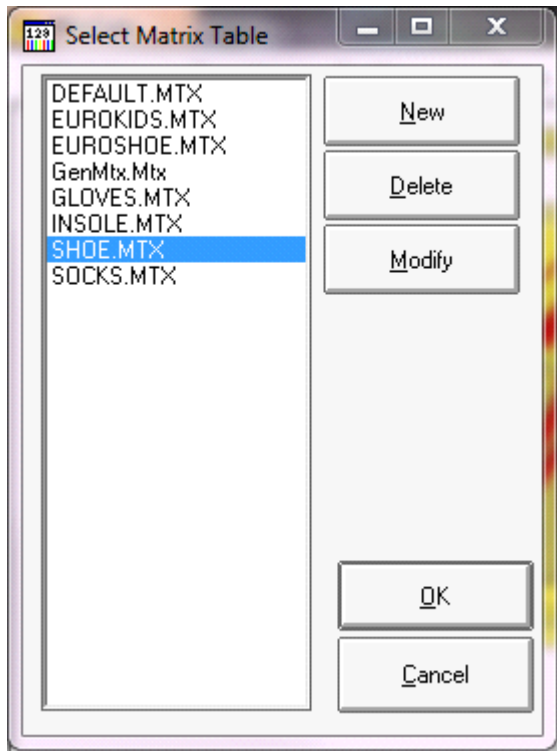 123
Select Matrix Table
DEFAULT.MTX
EUROKIDS.MTX
EUROSHOE.MTX
GenMtx.Mtx
GLOVES.MTX
INSOLE.MTX
SHOE.MTX
SOCKS.MTX
New
Delete
Modify
OK
Cancel